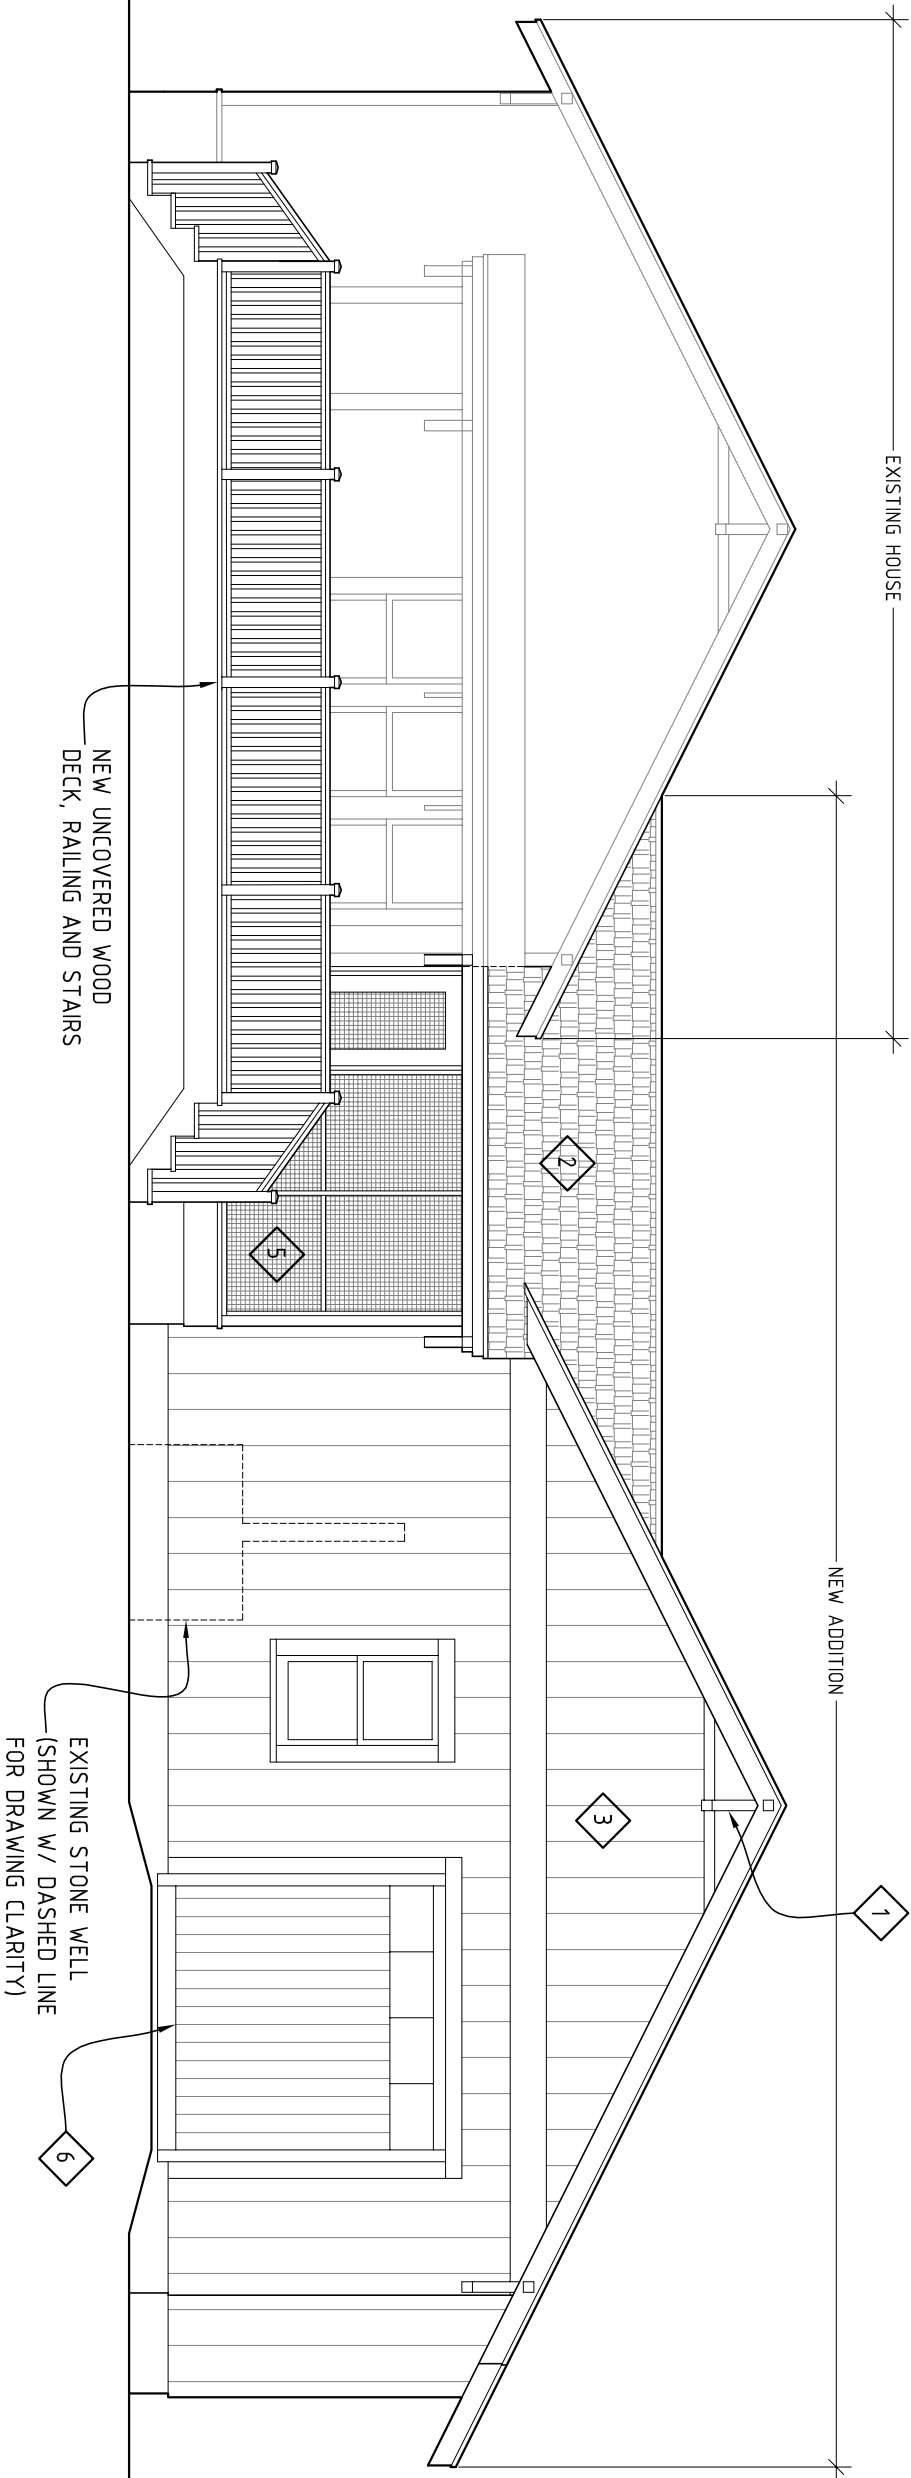 EXISTING HOUSE
NEW ADDITION
1
2
3
5
6
NEW UNCOVERED WOOD
DECK, RAILING AND STAIRS
EXISTING STONE WELL
(SHOWN W/ DASHED LINE
FOR DRAWING CLARITY)